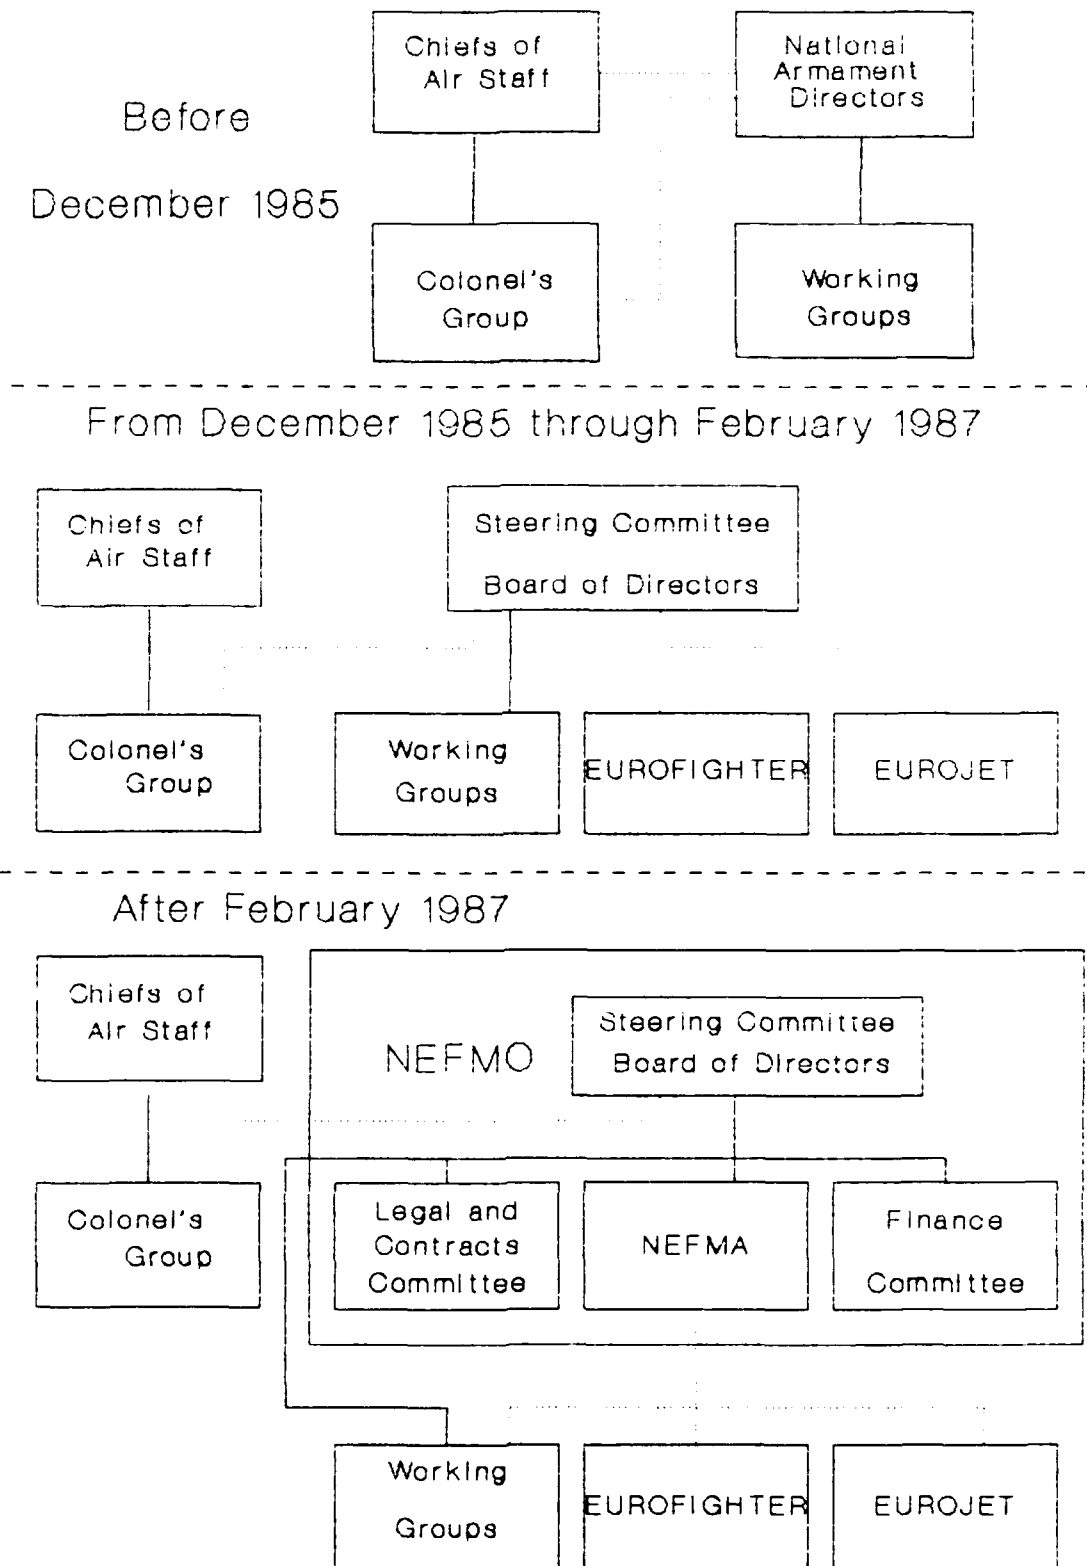 Before
December 1985
Chiefs of
Air Staff
National
Armament
Directors
Colonel's
Group
Working
Groups
From December 1985 through February 1987
Chiefs of
Air Staff
Steering Committee
Board of Directors
Colonel's
Group
Working
Groups
EUROFIGHTER
EUROJET
After February 1987
Chiefs of
Air Staff
NEFMO
Steering Committee
Board of Directors
Colonel's
Group
Legal and
Contracts
Committee
NEFMA
Finance
Committee
Working
Groups
EUROFIGHTER
EUROJET